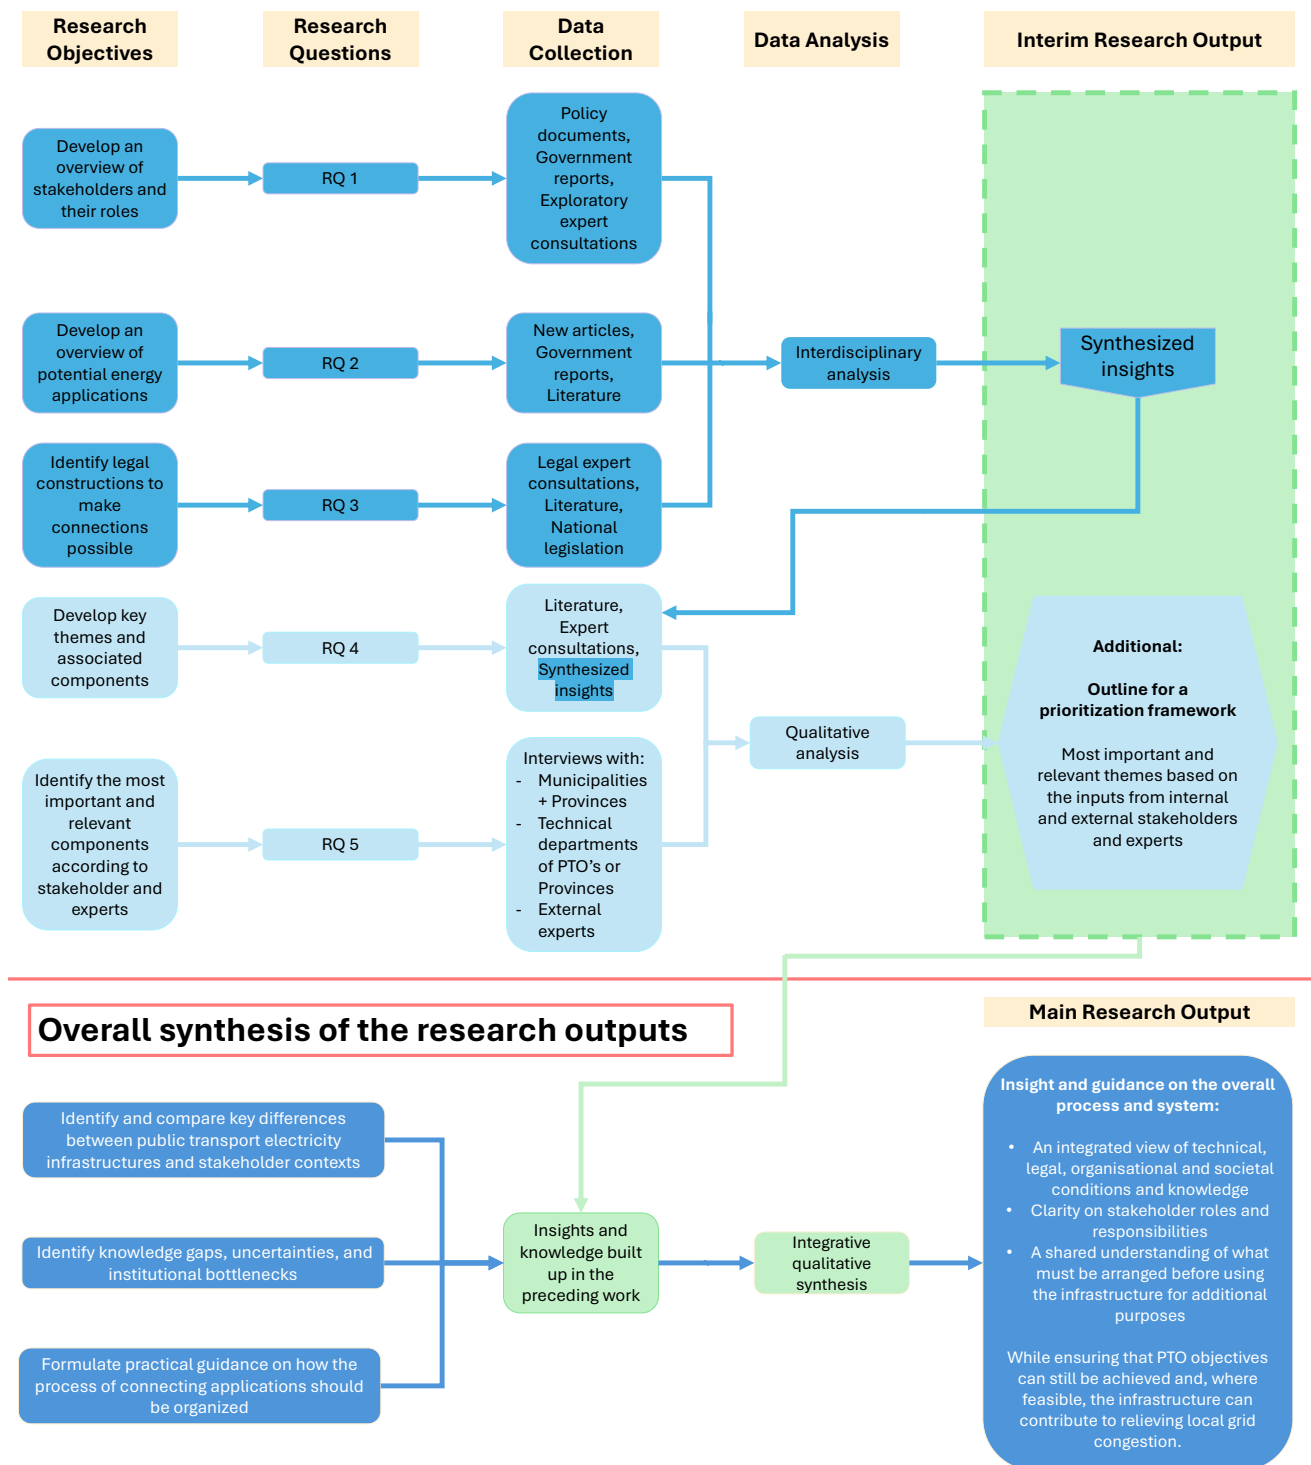 Research
Objectives
Research
Questions
Data
Collection
Data Analysis
Interim Research Output
Develop an
overview of
stakeholders and
their roles
RQ 1
Policy
documents,
Government
reports,
Exploratory
expert
consultations
Develop an
overview of
potential energy
applications
RQ 2
New articles,
Government
reports,
Literature
Interdisciplinary
analysis
Synthesized
insights
Identify legal
constructions to
make
connections
possible
RQ 3
Legal expert
consultations,
Literature,
National
legislation
Develop key
themes and
associated
components
RQ 4
Literature,
Expert
consultations,
Synthesized
insights
Qualitative
analysis
Additional:
Outline for a
prioritization framework
Most important and
relevant themes based on
the inputs from internal
and external stakeholders
and experts
Identify the most
important and
relevant
components
according to
stakeholder and
experts
RQ 5
Interviews with:
- Municipalities
+ Provinces
- Technical
departments
of PTO's or
Provinces
- External
experts
Overall synthesis of the research outputs
Main Research Output
Identify and compare key differences
between public transport electricity
infrastructures and stakeholder contexts
Identify knowledge gaps, uncertainties, and
institutional bottlenecks
Formulate practical guidance on how the
process of connecting applications should
be organized
Insights and
knowledge built
up in the
preceding work
Integrative
qualitative
synthesis
Insight and guidance on the overall
process and system:
• An integrated view of technical,
legal, organisational and societal
conditions and knowledge
• Clarity on stakeholder roles and
responsibilities
• A shared understanding of what
must be arranged before using
the infrastructure for additional
purposes
While ensuring that PTO objectives
can still be achieved and, where
feasible, the infrastructure can
contribute to relieving local grid
congestion.